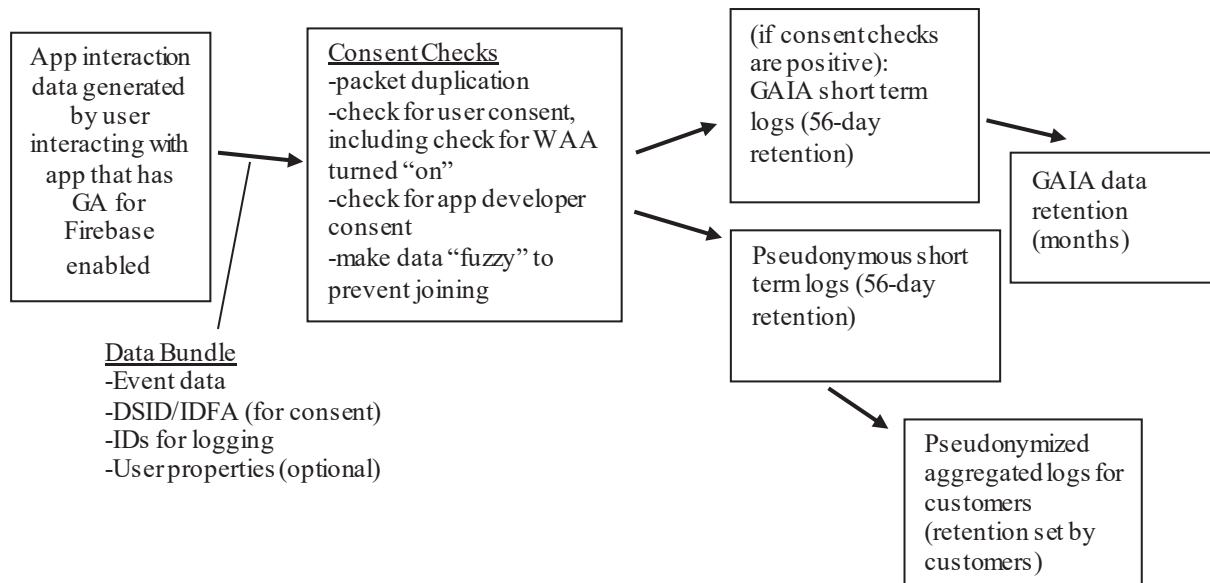 App interaction
data generated
by user
interacting with
app that has
GA for
Firebase
enabled
Consent Checks
-packet duplication
-check for user consent,
including check for WAA
turned “on”
-check for app developer
consent
-make data “fuzzy” to
prevent joining
(if consent checks
are positive):
GAIA short term
logs (56-day
retention)
GAIA data
retention
(months)
Pseudonymous short
term logs (56-day
retention)
Data Bundle
-Event data
-DSID/IDFA (for consent)
-IDs for logging
-User properties (optional)
Pseudonymized
aggregated logs for
customers
(retention set by
customers)